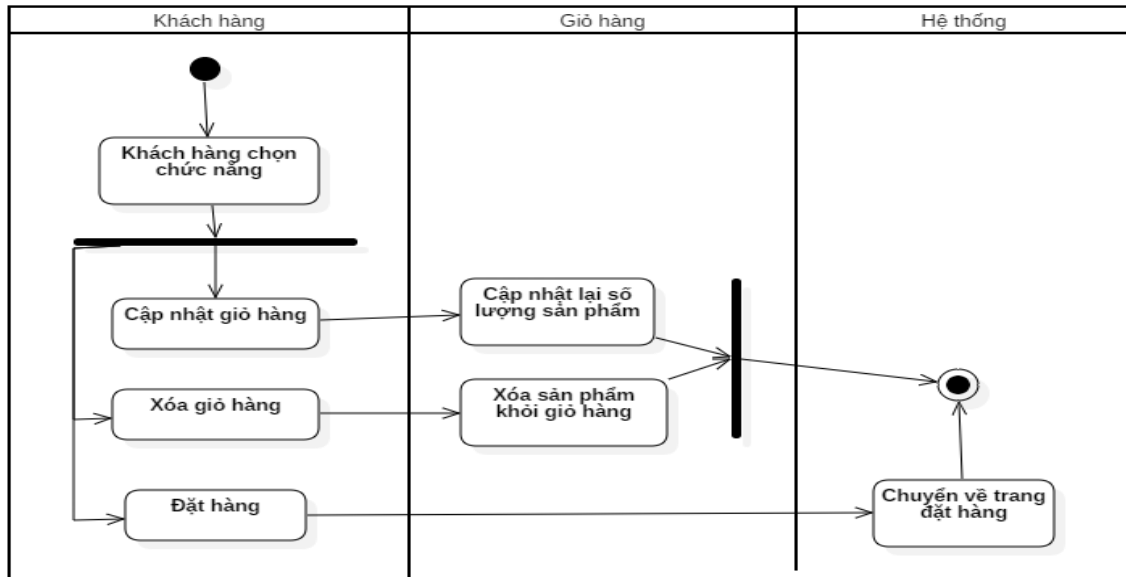 Khách hàng
Giỏ hàng
Hệ thống
Khách hàng chọn
chức năng
Cập nhật giỏ hàng
Cập nhật lại số
lượng sản phẩm
Xóa giỏ hàng
Xóa sản phẩm
khỏi giỏ hàng
Đặt hàng
Chuyển về trang
đặt hàng